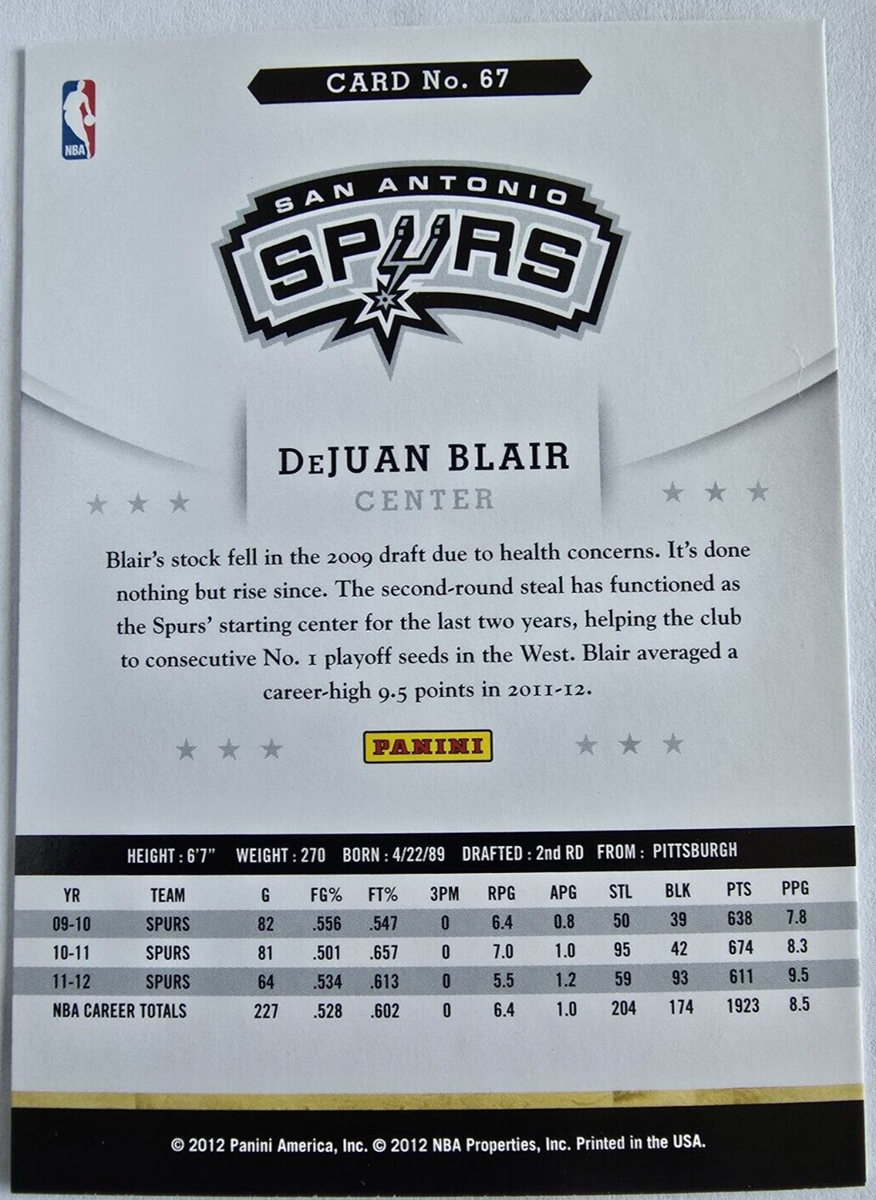 CARD No. 67
NBA
SAN ANTONIO
SPURS
DeJUAN BLAIR
CENTER
Blair's stock fell in the 2009 draft due to health concerns. It's done
nothing but rise since. The second-round steal has functioned as
the Spurs' starting center for the last two years, helping the club
to consecutive No. 1 playoff seeds in the West. Blair averaged a
career-high 9.5 points in 2011-12.
PANINI
HEIGHT : 6'7" WEIGHT : 270 BORN : 4/22/89 DRAFTED : 2nd RD FROM : PITTSBURGH
YR TEAM G FG% FT% 3PM RPG APG STL BLK PTS PPG
09-10 SPURS 82 .556 .547 0 6.4 0.8 50 39 638 7.8
10-11 SPURS 81 .501 .657 0 7.0 1.0 95 42 674 8.3
11-12 SPURS 64 .534 .613 0 5.5 1.2 59 93 611 9.5
NBA CAREER TOTALS 227 .528 .602 0 6.4 1.0 204 174 1923 8.5
© 2012 Panini America, Inc. © 2012 NBA Properties, Inc. Printed in the USA.